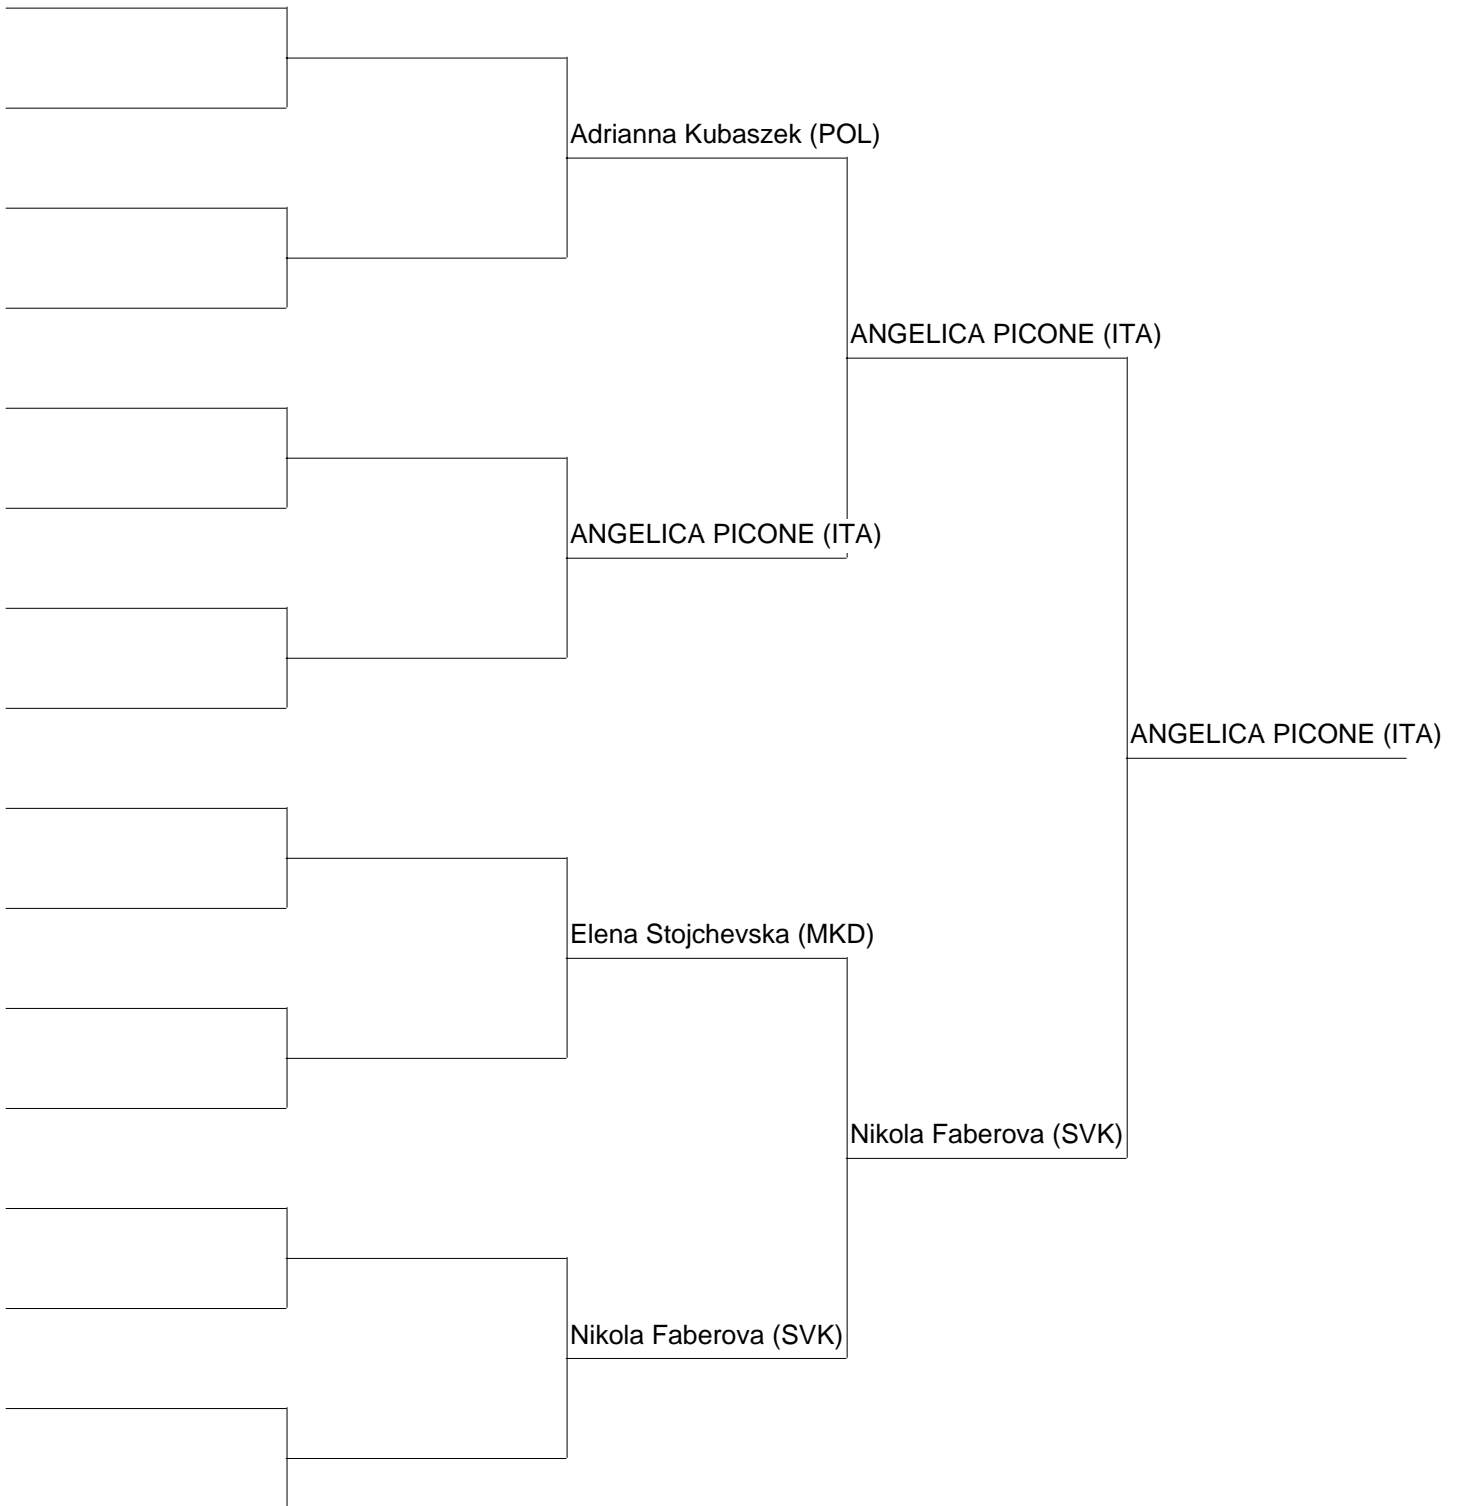 Adrianna Kubaszek (POL)
ANGELICA PICONE (ITA)
ANGELICA PICONE (ITA)
ANGELICA PICONE (ITA)
Elena Stojchevska (MKD)
Nikola Faberova (SVK)
Nikola Faberova (SVK)